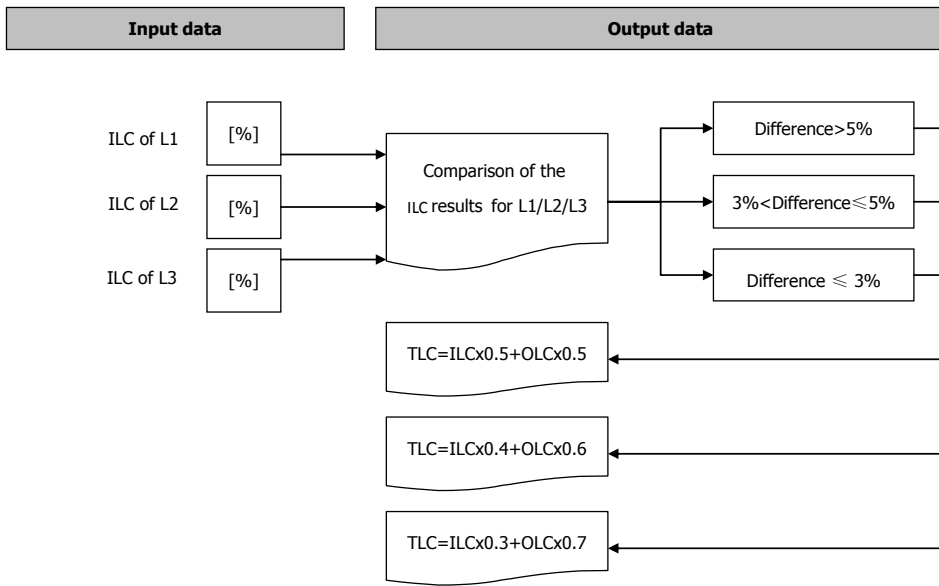 Input data
Output data
ILC of L1
[%]
ILC of L2
[%]
ILC of L3
[%]
Comparison of the
ILC results for L1/L2/L3
Difference>5%
3%<Difference≤5%
Difference ≤ 3%
TLC=ILCx0.5+OLCx0.5
TLC=ILCx0.4+OLCx0.6
TLC=ILCx0.3+OLCx0.7